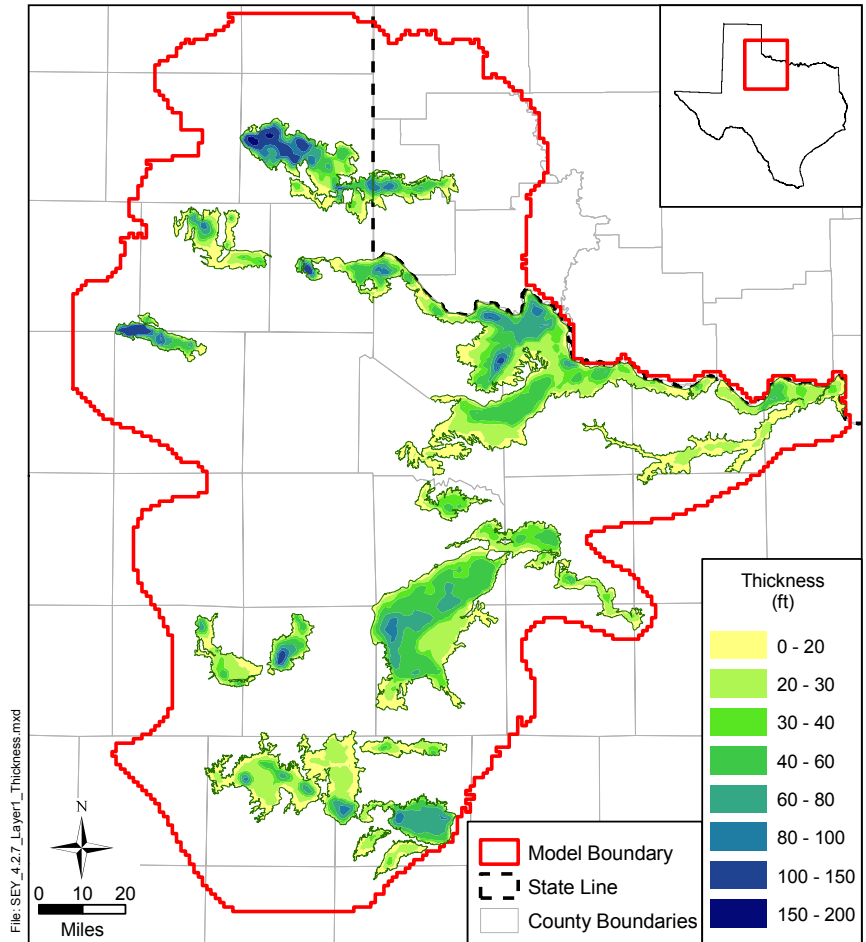 Thickness
(ft)
0 - 20
20 - 30
30 - 40
40 - 60
60 - 80
80 - 100
100 - 150
150 - 200
Model Boundary
State Line
County Boundaries
N
0 10 20
Miles
File: SEY_4.2.7_Layer1_Thickness.mxd